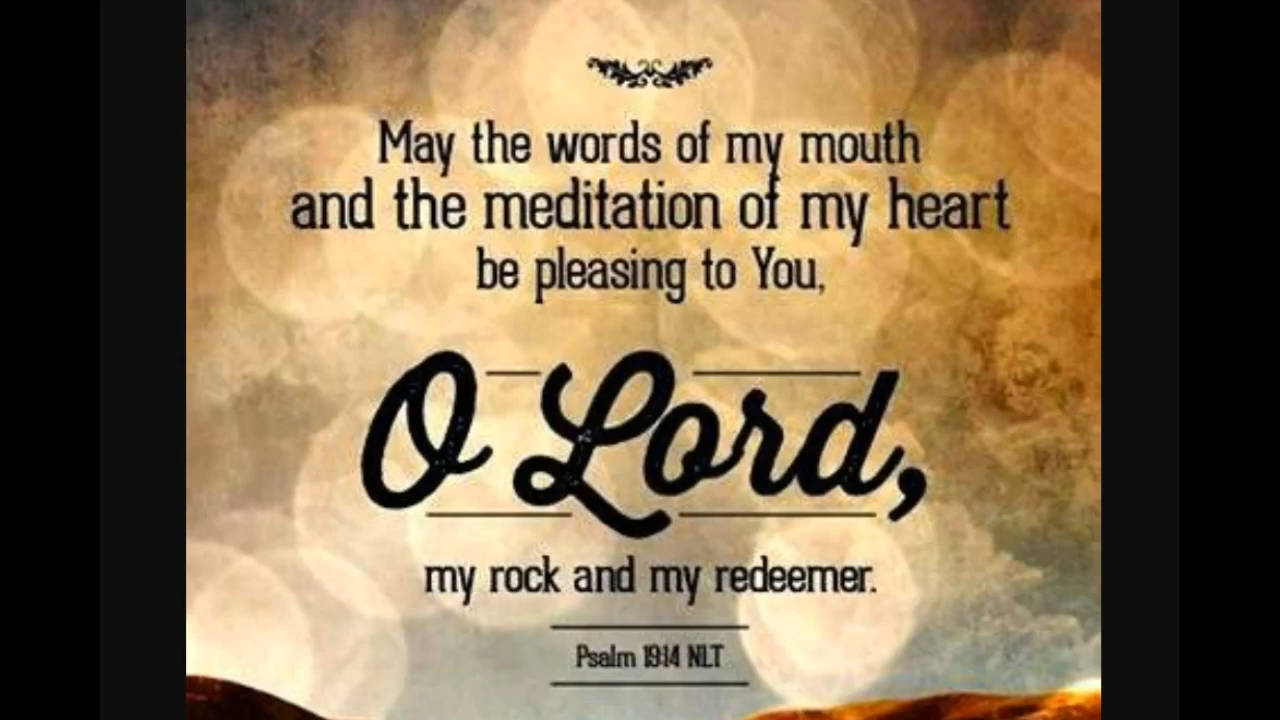 May the words of my mouth
and the meditation of my heart
be pleasing to You,
O Lord,
my rock and my redeemer.
Psalm 19:14 NLT